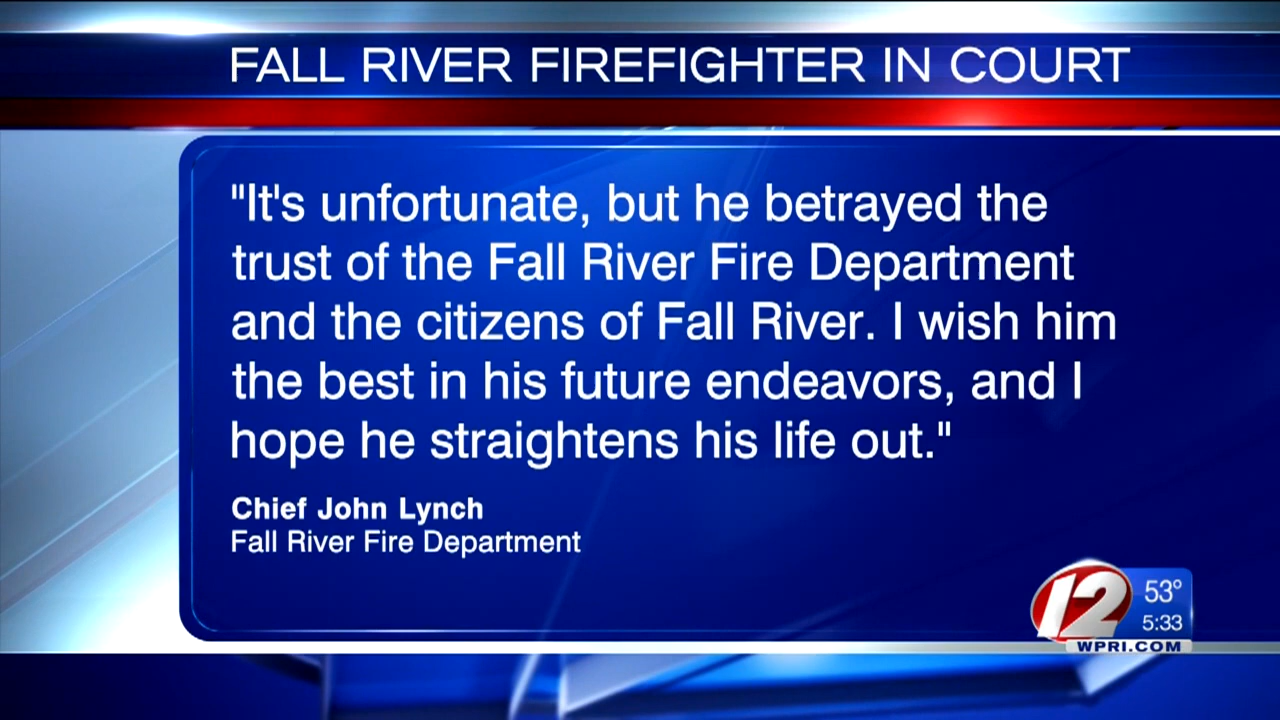 FALL RIVER FIREFIGHTER IN COURT
"It's unfortunate, but he betrayed the
trust of the Fall River Fire Department
and the citizens of Fall River. I wish him
the best in his future endeavors, and I
hope he straightens his life out."
Chief John Lynch
Fall River Fire Department
12
53°
5:33
WPRI.COM